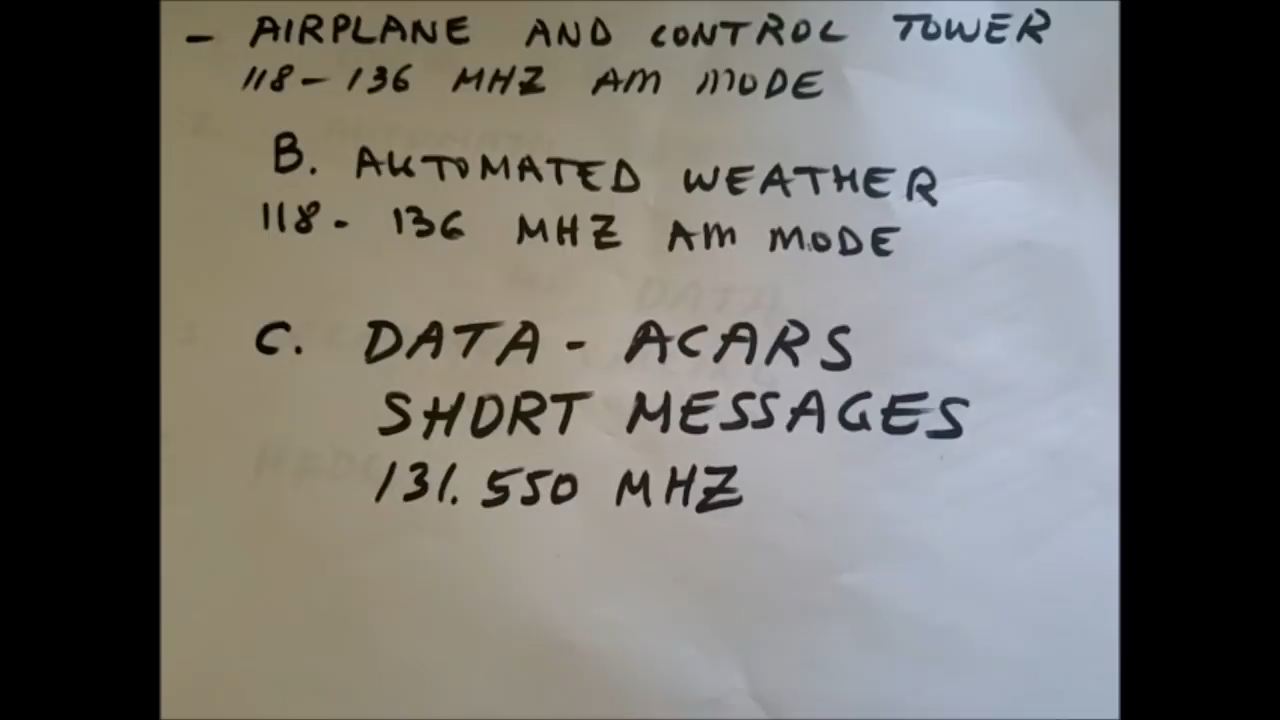 - AIRPLANE AND CONTROL TOWER
118-136 MHZ AM MODE
B. AUTOMATED WEATHER
118- 136 MHZ AM MODE
C. DATA - ACARS
SHORT MESSAGES
131.550 MHZ